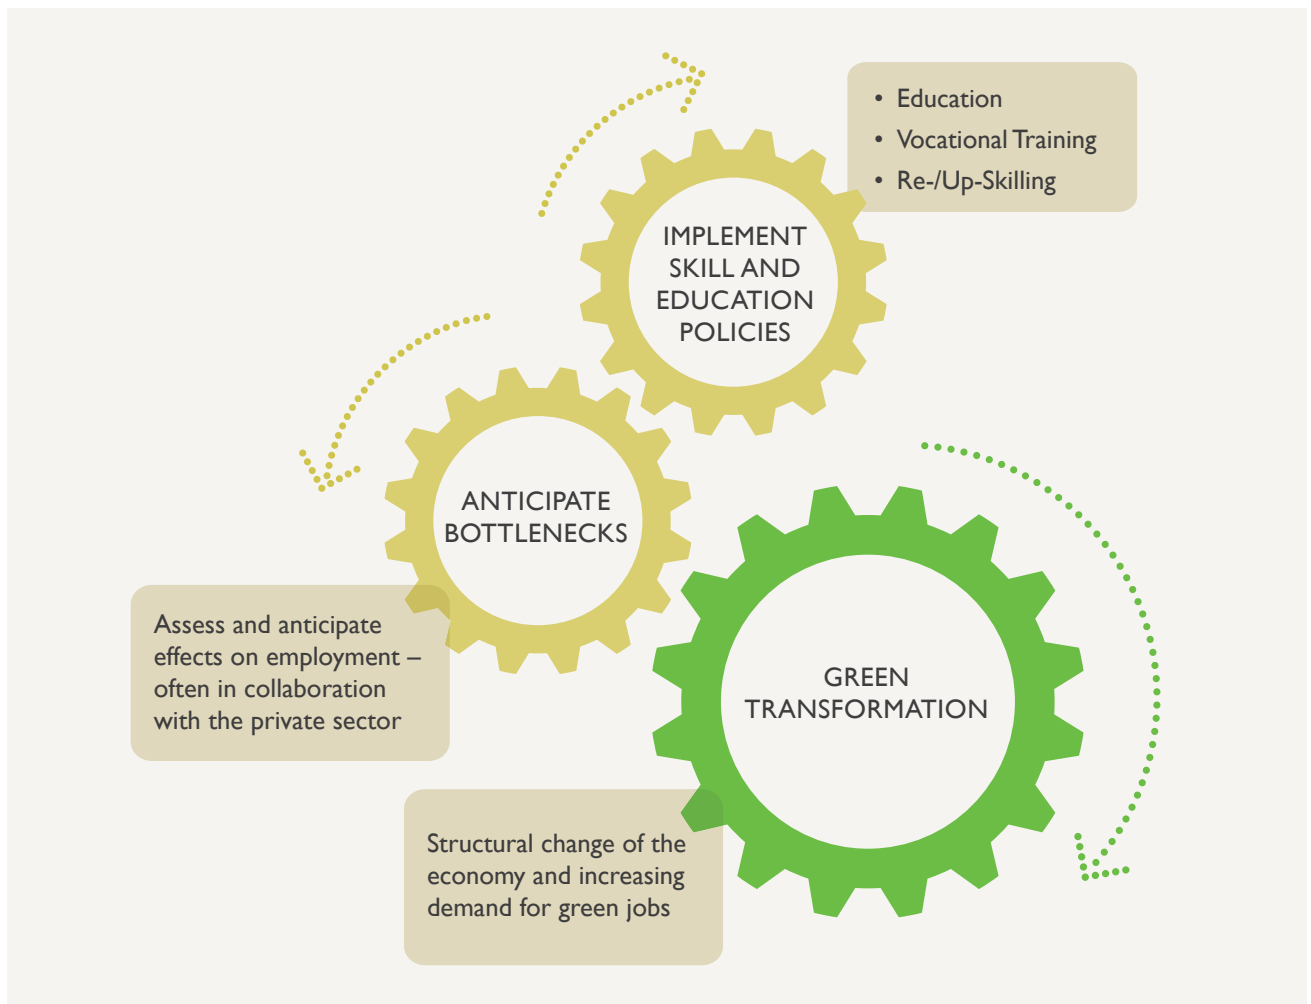 • Education
• Vocational Training
• Re-/Up-Skilling
IMPLEMENT
SKILL AND
EDUCATION
POLICIES
ANTICIPATE
BOTTLENECKS
Assess and anticipate
effects on employment –
often in collaboration
with the private sector
GREEN
TRANSFORMATION
Structural change of the
economy and increasing
demand for green jobs